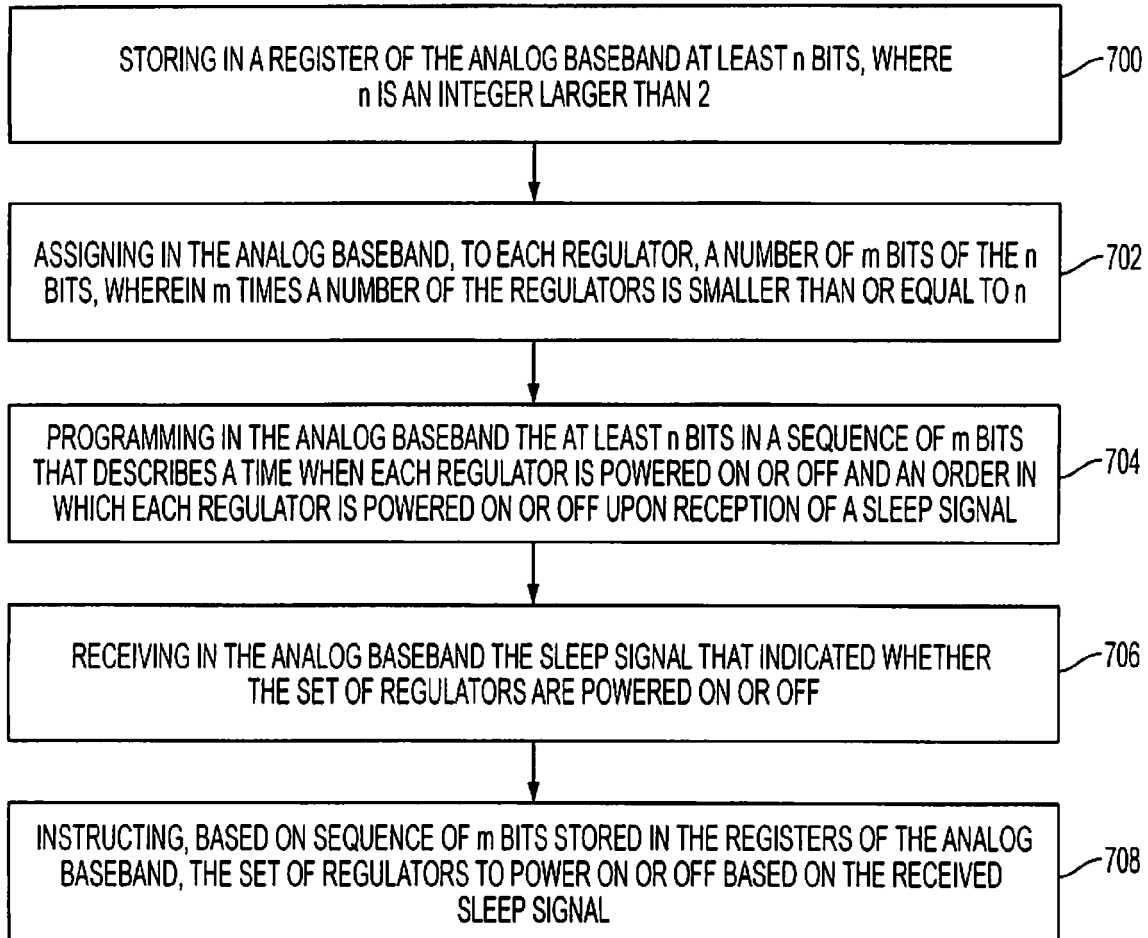 STORING IN A REGISTER OF THE ANALOG BASEBAND AT LEAST n BITS, WHERE
n IS AN INTEGER LARGER THAN 2
700
ASSIGNING IN THE ANALOG BASEBAND, TO EACH REGULATOR, A NUMBER OF m BITS OF THE n
BITS, WHEREIN m TIMES A NUMBER OF THE REGULATORS IS SMALLER THAN OR EQUAL TO n
702
PROGRAMMING IN THE ANALOG BASEBAND THE AT LEAST n BITS IN A SEQUENCE OF m BITS
THAT DESCRIBES A TIME WHEN EACH REGULATOR IS POWERED ON OR OFF AND AN ORDER IN
WHICH EACH REGULATOR IS POWERED ON OR OFF UPON RECEPTION OF A SLEEP SIGNAL
704
RECEIVING IN THE ANALOG BASEBAND THE SLEEP SIGNAL THAT INDICATED WHETHER
THE SET OF REGULATORS ARE POWERED ON OR OFF
706
INSTRUCTING, BASED ON SEQUENCE OF m BITS STORED IN THE REGISTERS OF THE ANALOG
BASEBAND, THE SET OF REGULATORS TO POWER ON OR OFF BASED ON THE RECEIVED
SLEEP SIGNAL
708